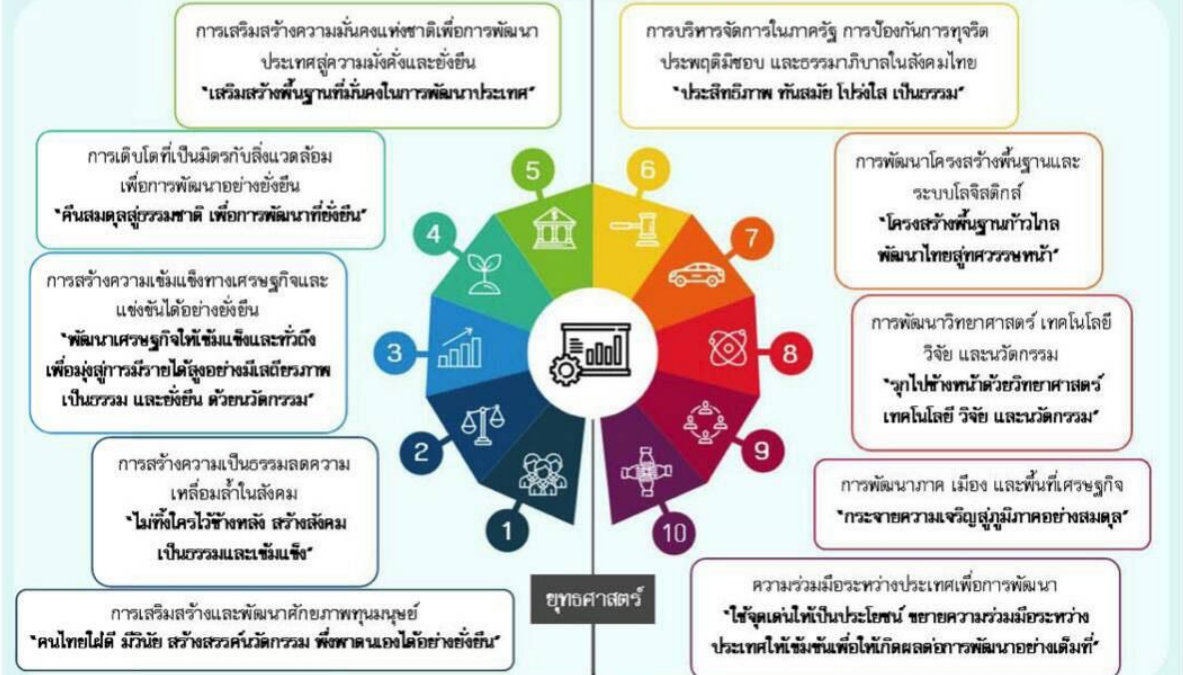 การเสริมสร้างความมั่นคงแห่งชาติเพื่อการพัฒนา
ประเทศสู่ความมั่งคั่งและยั่งยืน
"เสริมสร้างพื้นฐานที่มั่นคงในการพัฒนาประเทศ"
การบริหารจัดการในภาครัฐ การป้องกันการทุจริต
ประพฤติมิชอบ และธรรมาภิบาลในสังคมไทย
"ประสิทธิภาพ ทันสมัย โปร่งใส เป็นธรรม"
การเติบโตที่เป็นมิตรกับสิ่งแวดล้อม
เพื่อการพัฒนาอย่างยั่งยืน
"คืนสมดุลสู่ธรรมชาติ เพื่อการพัฒนาที่ยั่งยืน"
การพัฒนาโครงสร้างพื้นฐานและ
ระบบโลจิสติกส์
"โครงสร้างพื้นฐานก้าวไกล
พัฒนาไทยสู่ทศวรรษหน้า"
การสร้างความเข้มแข็งทางเศรษฐกิจและ
แข่งขันได้อย่างยั่งยืน
"พัฒนาเศรษฐกิจให้เข้มแข็งและทั่วถึง
เพื่อมุ่งสู่การมีรายได้สูงอย่างมีเสถียรภาพ
เป็นธรรม และยั่งยืน ด้วยนวัตกรรม"
การพัฒนาวิทยาศาสตร์ เทคโนโลยี
วิจัย และนวัตกรรม
"รุกไปข้างหน้าด้วยวิทยาศาสตร์
เทคโนโลยี วิจัย และนวัตกรรม"
การสร้างความเป็นธรรมลดความ
เหลื่อมล้ำในสังคม
"ไม่ทิ้งใครไว้ข้างหลัง สร้างสังคม
เป็นธรรมและเข้มแข็ง"
การพัฒนาภาค เมือง และพื้นที่เศรษฐกิจ
"กระจายความเจริญสู่ภูมิภาคอย่างสมดุล"
การเสริมสร้างและพัฒนาศักยภาพทุนมนุษย์
"คนไทยใฝ่ดี มีวินัย สร้างสรรค์นวัตกรรม พึ่งพาตนเองได้อย่างยั่งยืน"
ความร่วมมือระหว่างประเทศเพื่อการพัฒนา
"ใช้จุดเด่นให้เป็นประโยชน์ ขยายความร่วมมือระหว่าง
ประเทศให้เข้มข้นเพื่อให้เกิดผลต่อการพัฒนาอย่างเต็มที่"
5
6
4
7
3
8
2
9
1
10
ยุทธศาสตร์